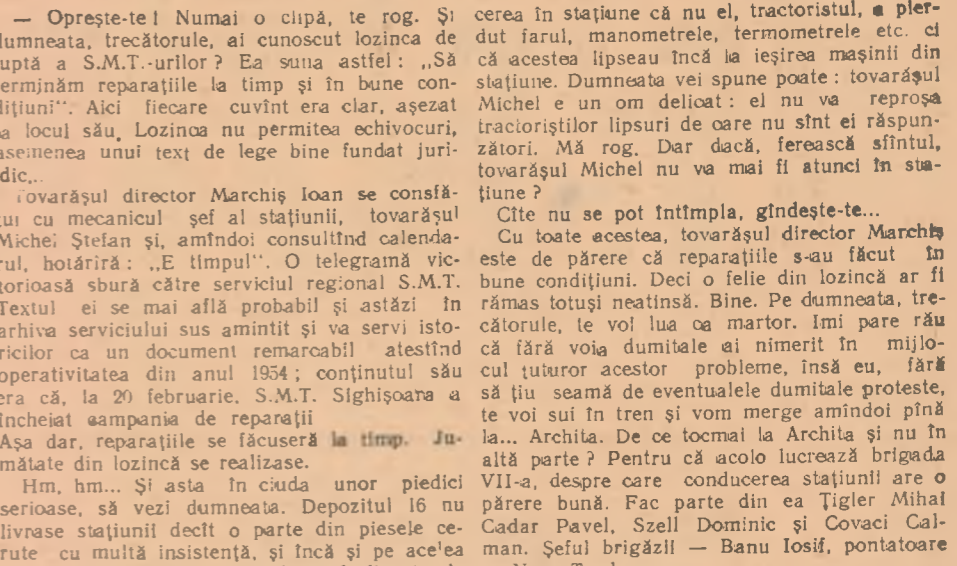 — Oprește-te! Numai o clipă, te rog. Și
lumneata, trecătorule, ai cunoscut lozinca de
uptă a S.M.T.-urilor? Ea suna astfel: „Să
erminăm reparațiile la timp și în bune con-
lițiuni“. Aici fiecare cuvînt era clar, așezat
a locul său. Lozinca nu permitea echivocuri,
asemenea unui text de lege bine fundat juri-
dic...
Tovarășul director Marchiș Ioan se consfă-
tui cu mecanicul șef al stațiunii, tovarășul
Michel Ștefan și, amîndoi consultînd calenda-
rul, hotărîră: „E timpul“. O telegramă vic-
torioasă sbură către serviciul regional S.M.T.
Textul ei se mai află probabil și astăzi în
arhiva serviciului sus amintit și va servi isto-
ricilor ca un document remarcabil atestînd
operativitatea din anul 1954; conținutul său
era că, la 20 februarie, S.M.T. Sighișoara a
încheiat campania de reparații
Așa dar, reparațiile se făcuseră la timp. Ju-
mătate din lozincă se realizase.
Hm, hm... Și asta în ciuda unor piedici
serioase, să vezi dumneata. Depozitul 16 nu
livrase stațiunii decît o parte din piesele ce-
rute cu multă insistență, și încă și pe acelea
cerea în stațiune că nu el, tractoristul, a pier-
dut farul, manometrele, termometrele etc. ci
că acestea lipseau încă la ieșirea mașinii din
stațiune. Dumneata vei spune poate: tovarășul
Michel e un om delicat: el nu va reproșa
tractoriștilor lipsuri de care nu sînt ei răspun-
zători. Mă rog. Dar dacă, ferească sfîntul,
tovarășul Michel nu va mai fi atunci în sta-
țiune?
Cîte nu se pot întîmpla, gîndește-te...
Cu toate acestea, tovarășul director Marchiș
este de părere că reparațiile s-au făcut în
bune condițiuni. Deci o felie din lozincă ar fi
rămas totuși neatinsă. Bine. Pe dumneata, tre-
cătorule, te voi lua ca martor. Imi pare rău
că fără voia dumitale ai nimerit în mijlo-
cul tuturor acestor probleme, însă eu, fără
să țiu seamă de eventualele dumitale proteste,
te voi sui în tren și vom merge amîndoi pînă
la... Archita. De ce tocmai la Archita și nu în
altă parte? Pentru că acolo lucrează brigada
VII-a, despre care conducerea stațiunii are o
părere bună. Fac parte din ea Țigler Mihai
Cadar Pavel, Szell Dominic și Covaci Cal-
man. Șeful brigăzii — Banu Iosif, pontatoare